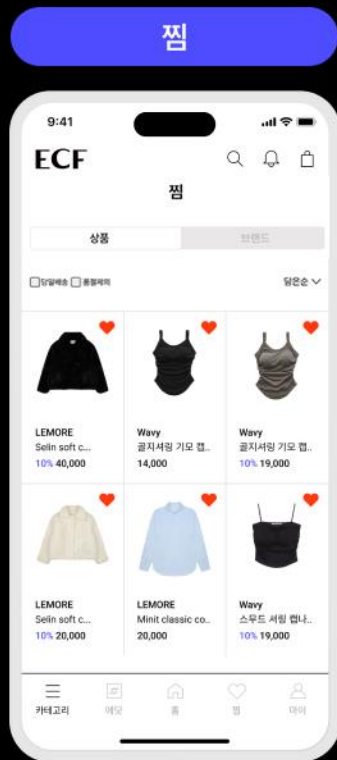 찜
9:41
ECF
찜
상품 브랜드
당일배송 품절제외 담은순
LEMORE Wavy Wavy
Selin soft c... 골지셔링 기모 캡.. 골지셔링 기모 캡..
10% 40,000 14,000 10% 19,000
LEMORE LEMORE Wavy
Selin soft c... Minit classic co.. 스무드 셔링 캡나..
10% 20,000 20,000 10% 19,000
카테고리 에딧 홈 찜 마이